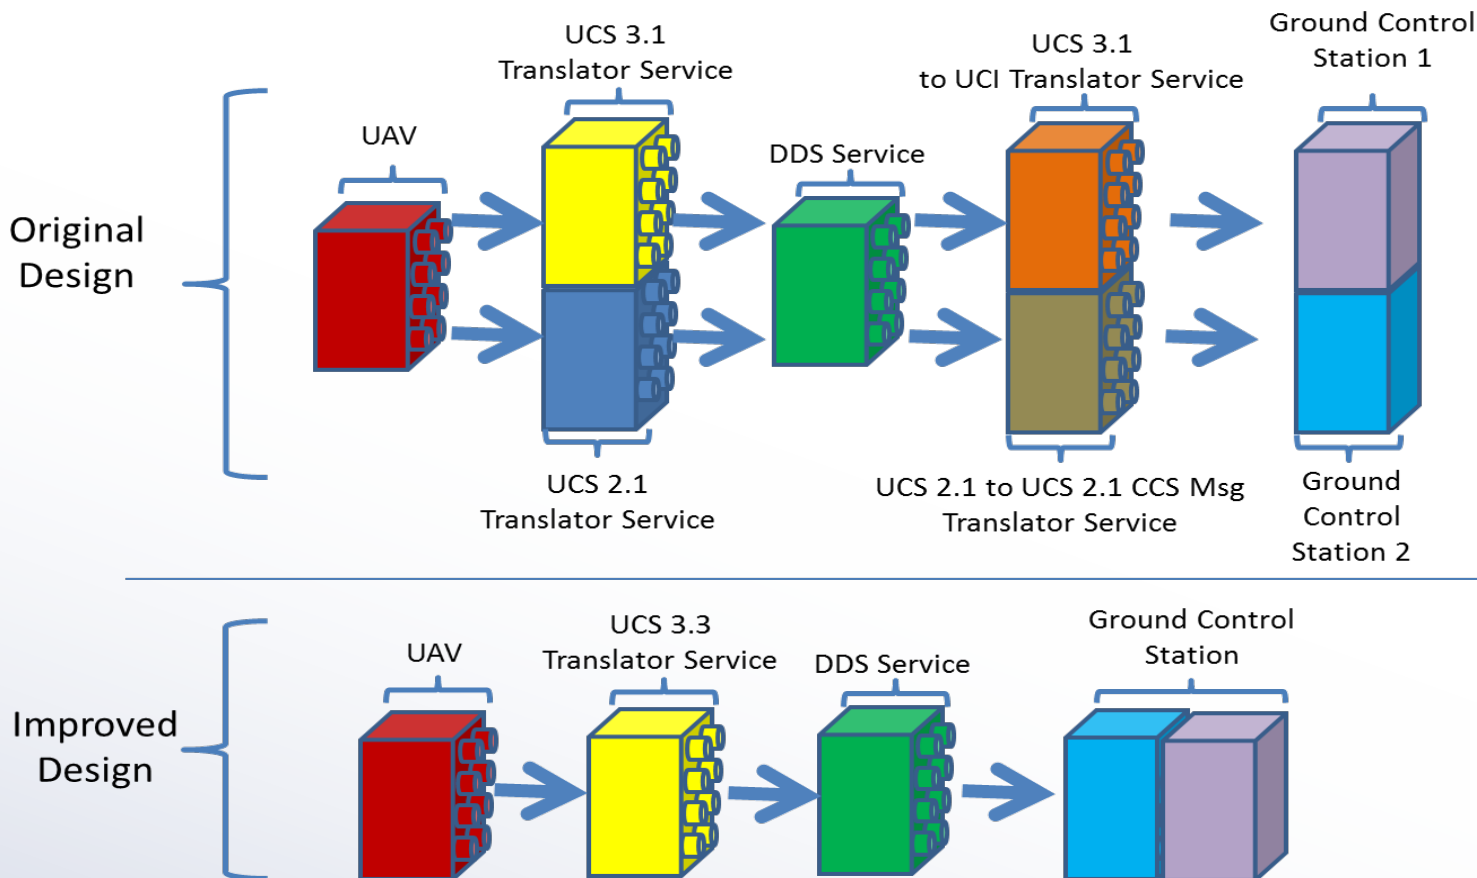 UCS 3.1
Translator Service
UCS 3.1
to UCI Translator Service
Ground Control
Station 1
UAV
DDS Service
Original
Design
UCS 2.1
Translator Service
UCS 2.1 to UCS 2.1 CCS Msg
Translator Service
Ground
Control
Station 2
UAV
UCS 3.3
Translator Service
DDS Service
Ground Control
Station
Improved
Design